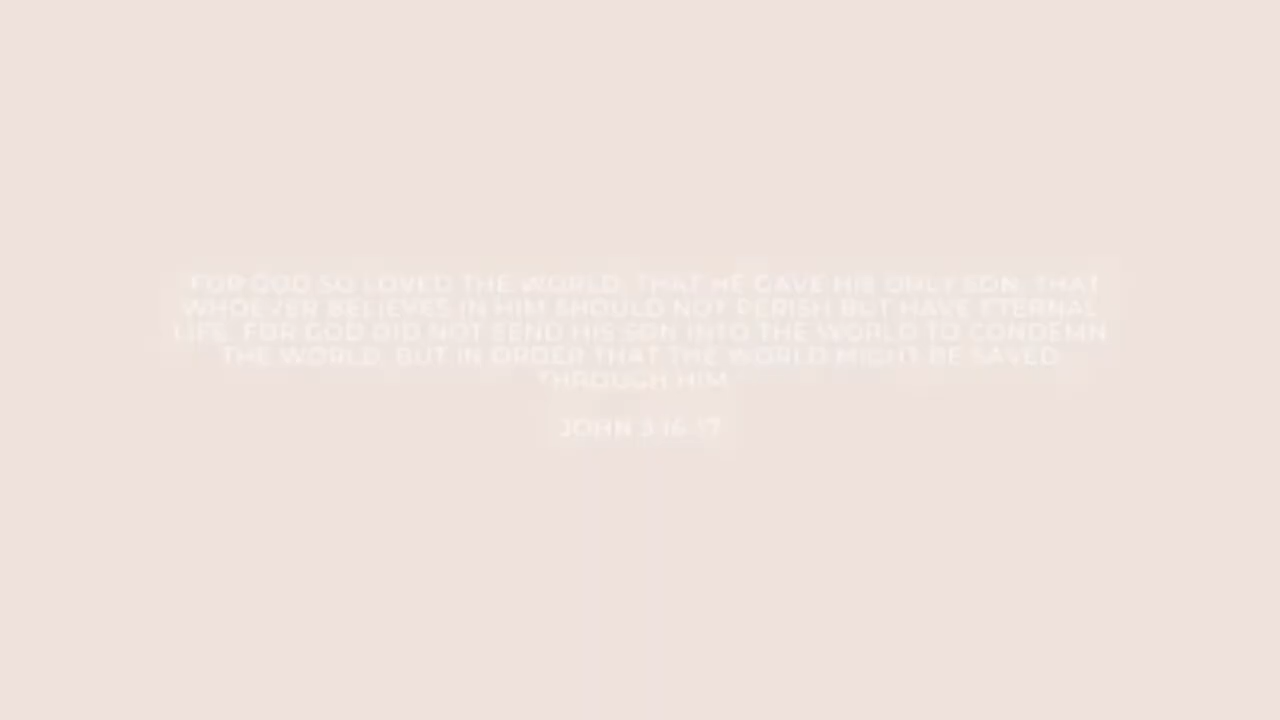 FOR GOD SO LOVED THE WORLD, THAT HE GAVE HIS ONLY SON, THAT
WHOEVER BELIEVES IN HIM SHOULD NOT PERISH BUT HAVE ETERNAL
LIFE. FOR GOD DID NOT SEND HIS SON INTO THE WORLD TO CONDEMN
THE WORLD, BUT IN ORDER THAT THE WORLD MIGHT BE SAVED
THROUGH HIM
JOHN 3:16-17